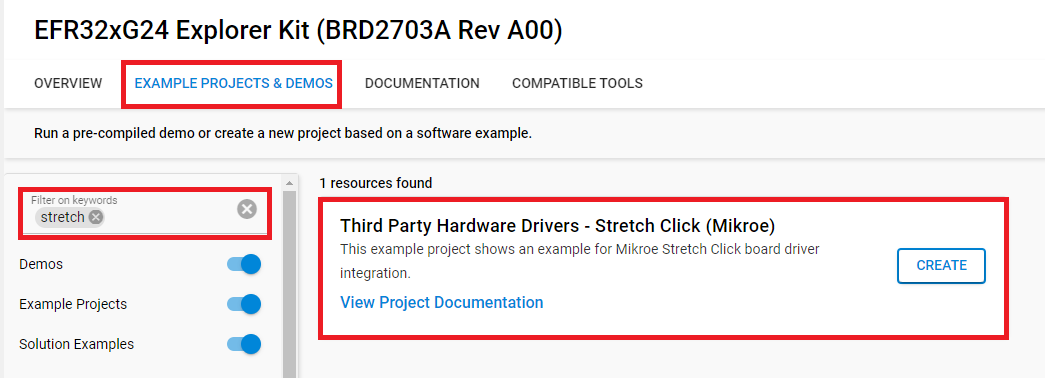 EFR32xG24 Explorer Kit (BRD2703A Rev A00)
OVERVIEW
EXAMPLE PROJECTS & DEMOS
DOCUMENTATION
COMPATIBLE TOOLS
Run a pre-compiled demo or create a new project based on a software example.
Filter on keywords
stretch
Demos
Example Projects
Solution Examples
1 resources found
Third Party Hardware Drivers - Stretch Click (Mikroe)
This example project shows an example for Mikroe Stretch Click board driver
integration.
View Project Documentation
CREATE